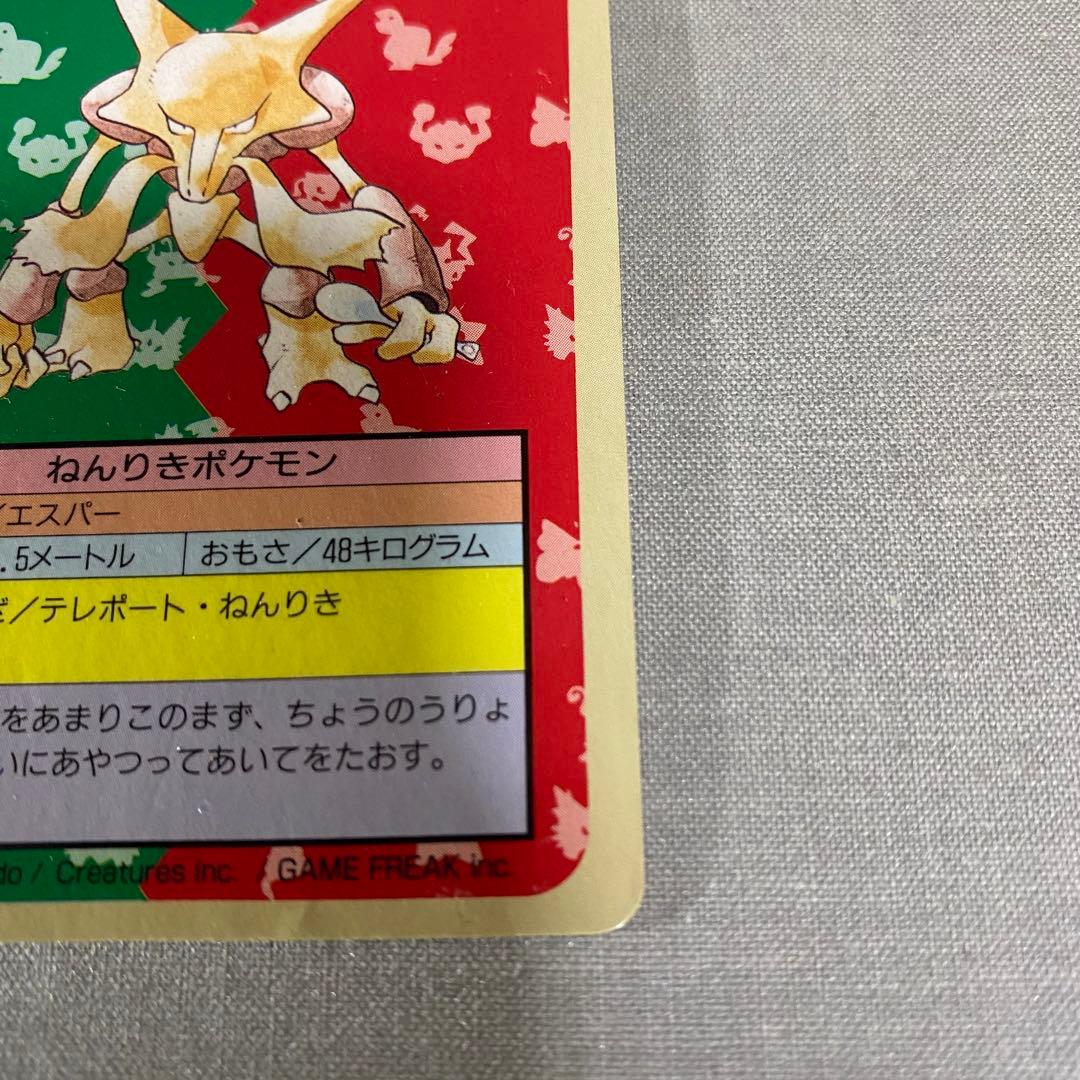 ねんりきポケモン
/エスパー
.5メートル おもさ/48キログラム
/テレポート・ねんりき
をあまりこのまず、ちょうのうりょ
いにあやつってあいてをたおす。
do / Creatures inc. / GAME FREAK inc.